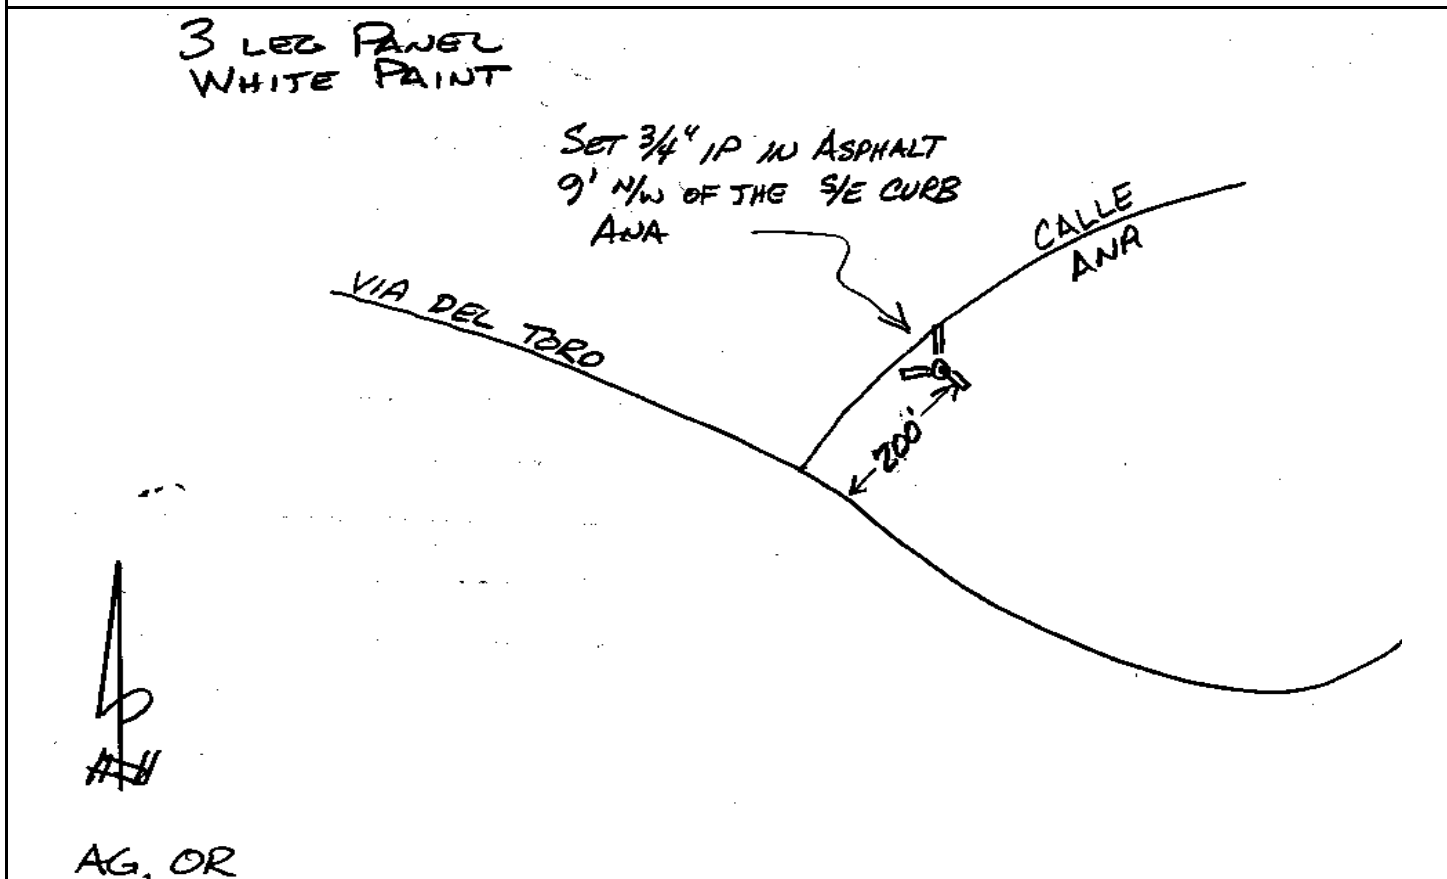 3 LEG PANEL
WHITE PAINT
SET 3/4" IP IN ASPHALT
9' N/W OF THE S/E CURB
ANA
CALLE
ANA
VIA DEL TORO
200'
AG, OR